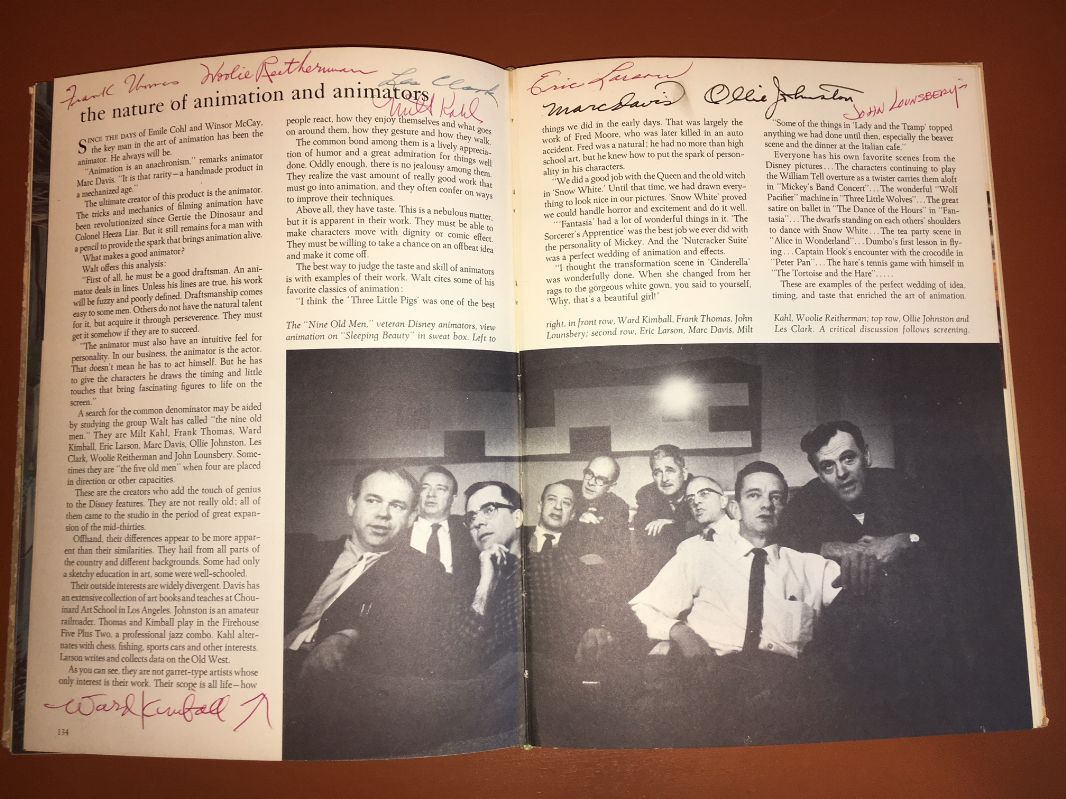 Frank Thomas Woolie Reitherman Les Clark
the nature of animation and animators
Milt Kahl
SINCE THE DAYS of Emile Cohl and Winsor McCay,
the key man in the art of animation has been the
animator. He always will be.
"Animation is an anachronism," remarks animator
Marc Davis. "It is that rarity—a handmade product in
a mechanized age."
The ultimate creator of this product is the animator.
The tricks and mechanics of filming animation have
been revolutionized since Gertie the Dinosaur and
Colonel Heeza Liar. But it still remains for a man with
a pencil to provide the spark that brings animation alive.
What makes a good animator?
Walt offers this analysis:
"First of all, he must be a good draftsman. An ani-
mator deals in lines. Unless his lines are true, his work
will be fuzzy and poorly defined. Draftsmanship comes
easy to some men. Others do not have the natural talent
for it, but acquire it through perseverance. They must
get it somehow if they are to succeed.
"The animator must also have an intuitive feel for
personality. In our business, the animator is the actor.
That doesn't mean he has to act himself. But he has
to give the characters he draws the timing and little
touches that bring fascinating figures to life on the
screen."
A search for the common denominator may be aided
by studying the group Walt has called "the nine old
men." They are Milt Kahl, Frank Thomas, Ward
Kimball, Eric Larson, Marc Davis, Ollie Johnston, Les
Clark, Woolie Reitherman and John Lounsbery. Some-
times they are "the five old men" when four are placed
in direction or other capacities.
These are the creators who add the touch of genius
to the Disney features. They are not really old; all of
them came to the studio in the period of great expan-
sion of the mid-thirties.
Offhand, their differences appear to be more appar-
ent than their similarities. They hail from all parts of
the country and different backgrounds. Some had only
a sketchy education in art, some were well-schooled.
Their outside interests are widely divergent. Davis has
an extensive collection of art books and teaches at Choui-
nard Art School in Los Angeles. Johnston is an amateur
railroader. Thomas and Kimball play in the Firehouse
Five Plus Two, a professional jazz combo. Kahl alter-
nates with chess, fishing, sports cars and other interests.
Larson writes and collects data on the Old West.
As you can see, they are not garret-type artists whose
only interest is their work. Their scope is all life—how
Ward Kimball
134
people react, how they enjoy themselves and what goes
on around them, how they gesture and how they walk.
The common bond among them is a lively apprecia-
tion of humor and a great admiration for things well
done. Oddly enough, there is no jealousy among them.
They realize the vast amount of really good work that
must go into animation, and they often confer on ways
to improve their techniques.
Above all, they have taste. This is a nebulous matter,
but it is apparent in their work. They must be able to
make characters move with dignity or comic effect.
They must be willing to take a chance on an offbeat idea
and make it come off.
The best way to judge the taste and skill of animators
is with examples of their work. Walt cites some of his
favorite classics of animation:
"I think the 'Three Little Pigs' was one of the best
The "Nine Old Men," veteran Disney animators, view
animation on "Sleeping Beauty" in sweat box. Left to
Eric Larson
Marc Davis Ollie Johnston
John Lounsbery
things we did in the early days. That was largely the
work of Fred Moore, who was later killed in an auto
accident. Fred was a natural; he had no more than high
school art, but he knew how to put the spark of person-
ality in his characters.
"We did a good job with the Queen and the old witch
in 'Snow White.' Until that time, we had drawn every-
thing to look nice in our pictures. 'Snow White' proved
we could handle horror and excitement and do it well.
"'Fantasia' had a lot of wonderful things in it. 'The
Sorcerer's Apprentice' was the best job we ever did with
the personality of Mickey. And the 'Nutcracker Suite'
was a perfect wedding of animation and effects.
"I thought the transformation scene in 'Cinderella'
was wonderfully done. When she changed from her
rags to the gorgeous white gown, you said to yourself,
'Why, that's a beautiful girl!'
right, in front row, Ward Kimball, Frank Thomas, John
Lounsbery; second row, Eric Larson, Marc Davis, Milt
"Some of the things in 'Lady and the Tramp' topped
anything we had done until then, especially the beaver
scene and the dinner at the Italian cafe."
Everyone has his own favorite scenes from the
Disney pictures....The characters continuing to play
the William Tell overture as a twister carries them aloft
in "Mickey's Band Concert"...The wonderful "Wolf
Pacifier" machine in "Three Little Wolves"...The great
satire on ballet in "The Dance of the Hours" in "Fan-
tasia"...The dwarfs standing on each others' shoulders
to dance with Snow White...The tea party scene in
"Alice in Wonderland"...Dumbo's first lesson in fly-
ing...Captain Hook's encounter with the crocodile in
"Peter Pan"...The hare's tennis game with himself in
"The Tortoise and the Hare".....
These are examples of the perfect wedding of idea,
timing, and taste that enriched the art of animation.
Kahl, Woolie Reitherman; top row, Ollie Johnston and
Les Clark. A critical discussion follows screening.